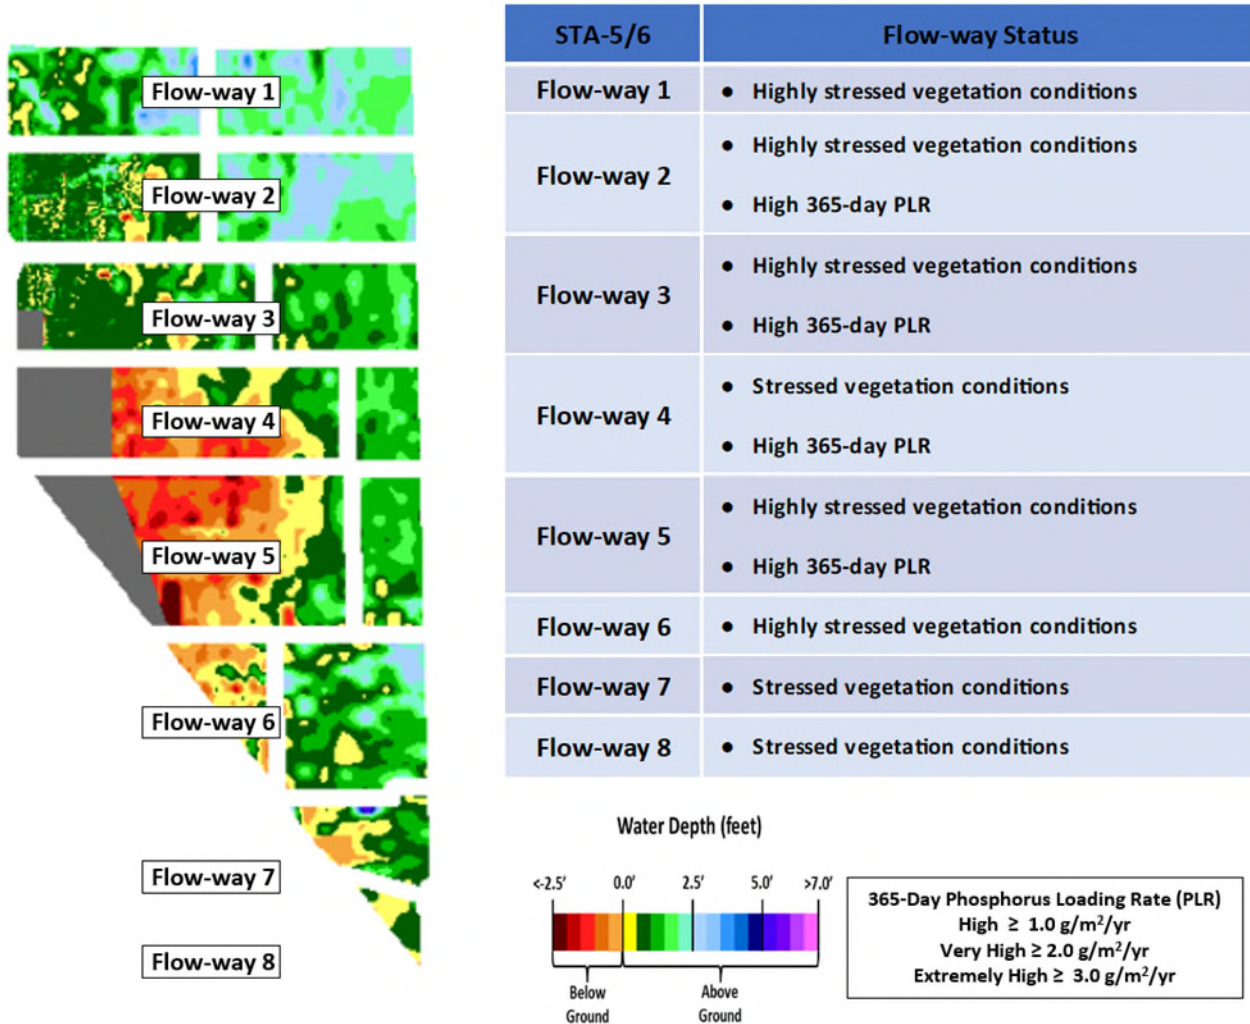 Flow-way 1
Flow-way 2
Flow-way 3
Flow-way 4
Flow-way 5
Flow-way 6
Flow-way 7
Flow-way 8
STA-5/6 Flow-way Status
Flow-way 1 ● Highly stressed vegetation conditions
Flow-way 2 ● Highly stressed vegetation conditions
● High 365-day PLR
Flow-way 3 ● Highly stressed vegetation conditions
● High 365-day PLR
Flow-way 4 ● Stressed vegetation conditions
● High 365-day PLR
Flow-way 5 ● Highly stressed vegetation conditions
● High 365-day PLR
Flow-way 6 ● Highly stressed vegetation conditions
Flow-way 7 ● Stressed vegetation conditions
Flow-way 8 ● Stressed vegetation conditions
Water Depth (feet)
<-2.5' 0.0' 2.5' 5.0' >7.0'
Below Ground
Above Ground
365-Day Phosphorus Loading Rate (PLR)
High ≥ 1.0 g/m²/yr
Very High ≥ 2.0 g/m²/yr
Extremely High ≥ 3.0 g/m²/yr